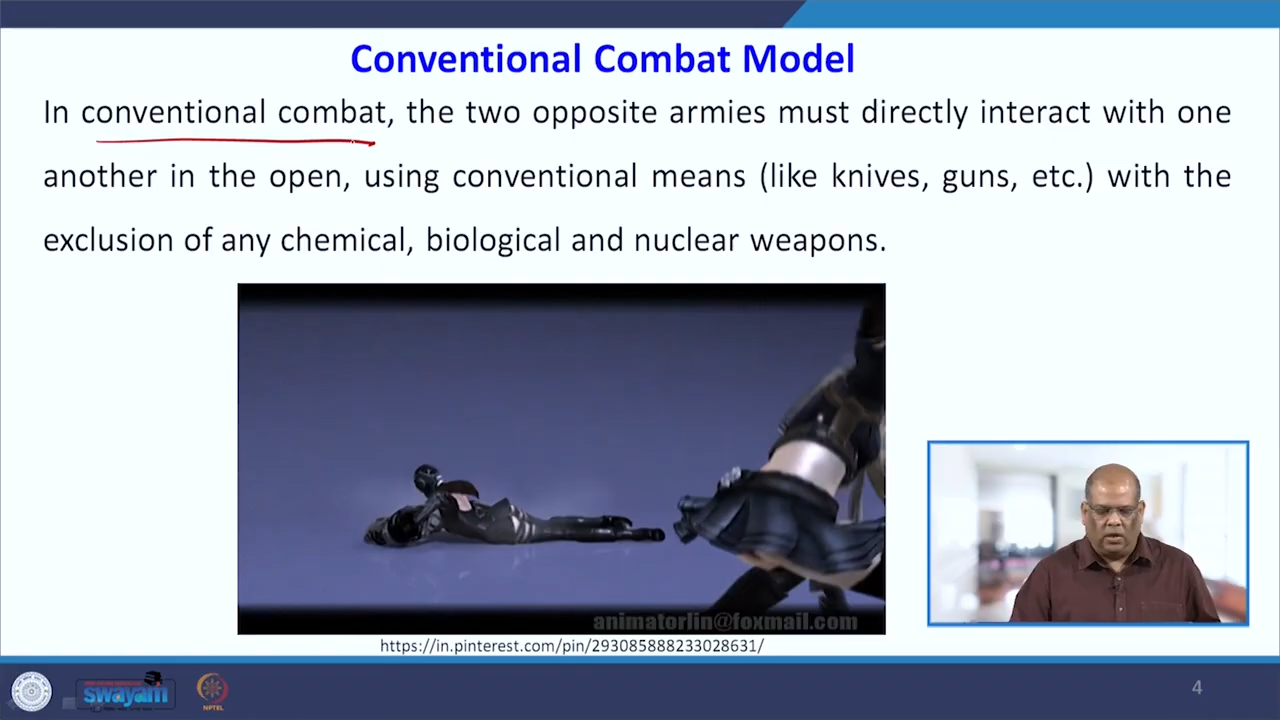 Conventional Combat Model
In conventional combat, the two opposite armies must directly interact with one
another in the open, using conventional means (like knives, guns, etc.) with the
exclusion of any chemical, biological and nuclear weapons.
animatorlin@foxmail.com
https://in.pinterest.com/pin/293085888233028631/
swayam
NPTEL
4